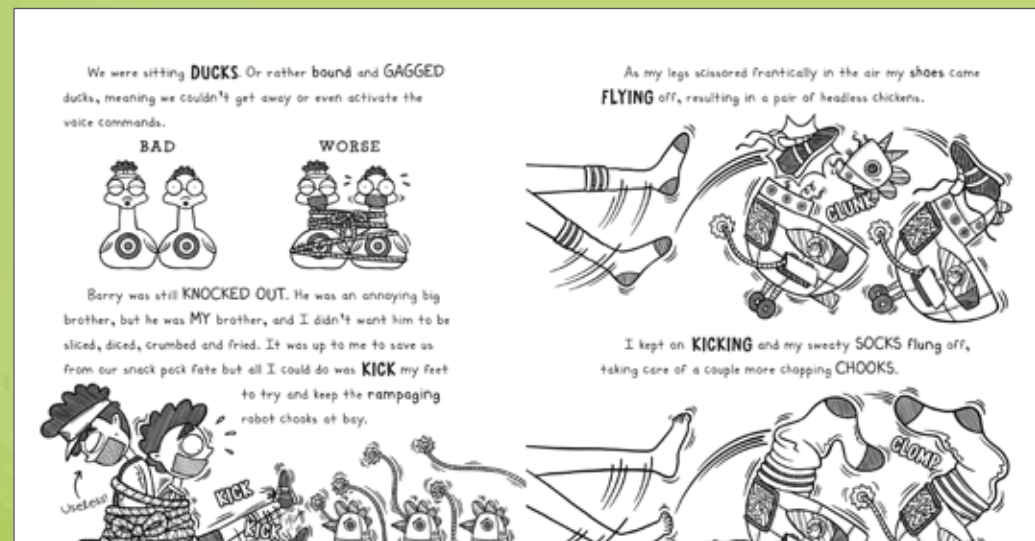 We were sitting DUCKS. Or rather bound and GAGGED
ducks, meaning we couldn't get away or even activate the
voice commands.
BAD
WORSE
Barry was still KNOCKED OUT. He was an annoying big
brother, but he was MY brother, and I didn't want him to be
sliced, diced, crumbed and fried. It was up to me to save us
from our snack pack fate but all I could do was KICK my feet
to try and keep the rampaging
robot chooks at bay.
Useless!
KICK
KICK
As my legs scissored frantically in the air my shoes came
FLYING off, resulting in a pair of headless chickens.
CLUNK
I kept on KICKING and my sweaty SOCKS flung off,
taking care of a couple more chopping CHOOKS.
CLOMP